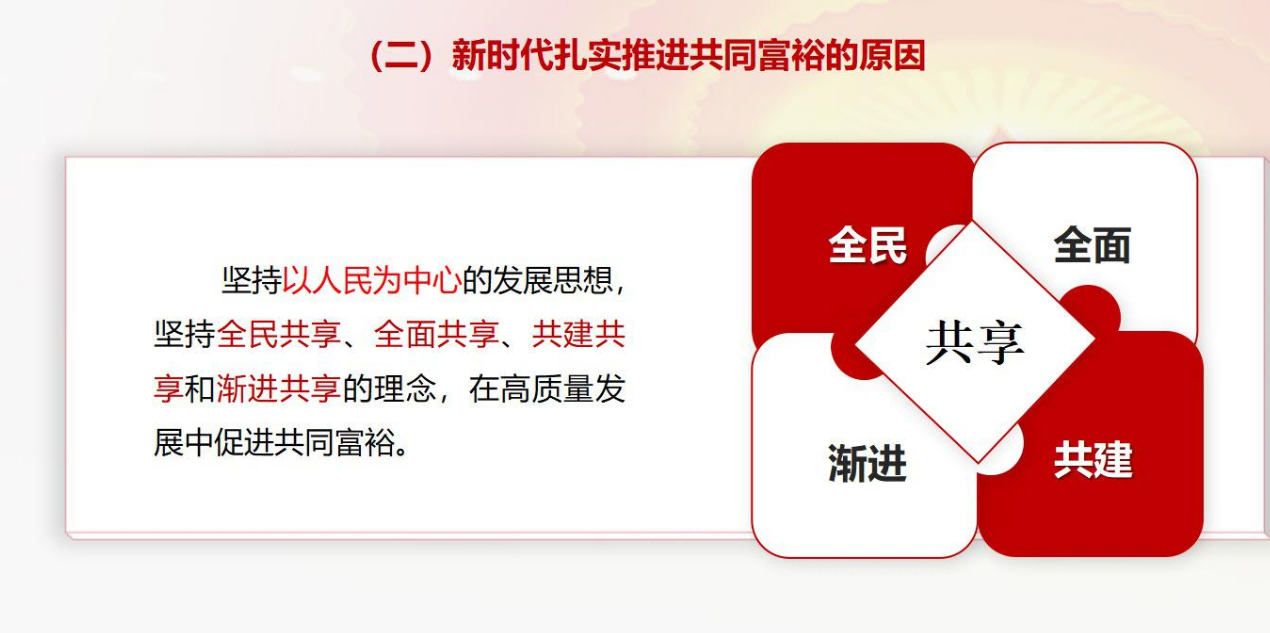 （二）新时代扎实推进共同富裕的原因
坚持以人民为中心的发展思想，
坚持全民共享、全面共享、共建共
享和渐进共享的理念，在高质量发
展中促进共同富裕。
全民
全面
共享
渐进
共建